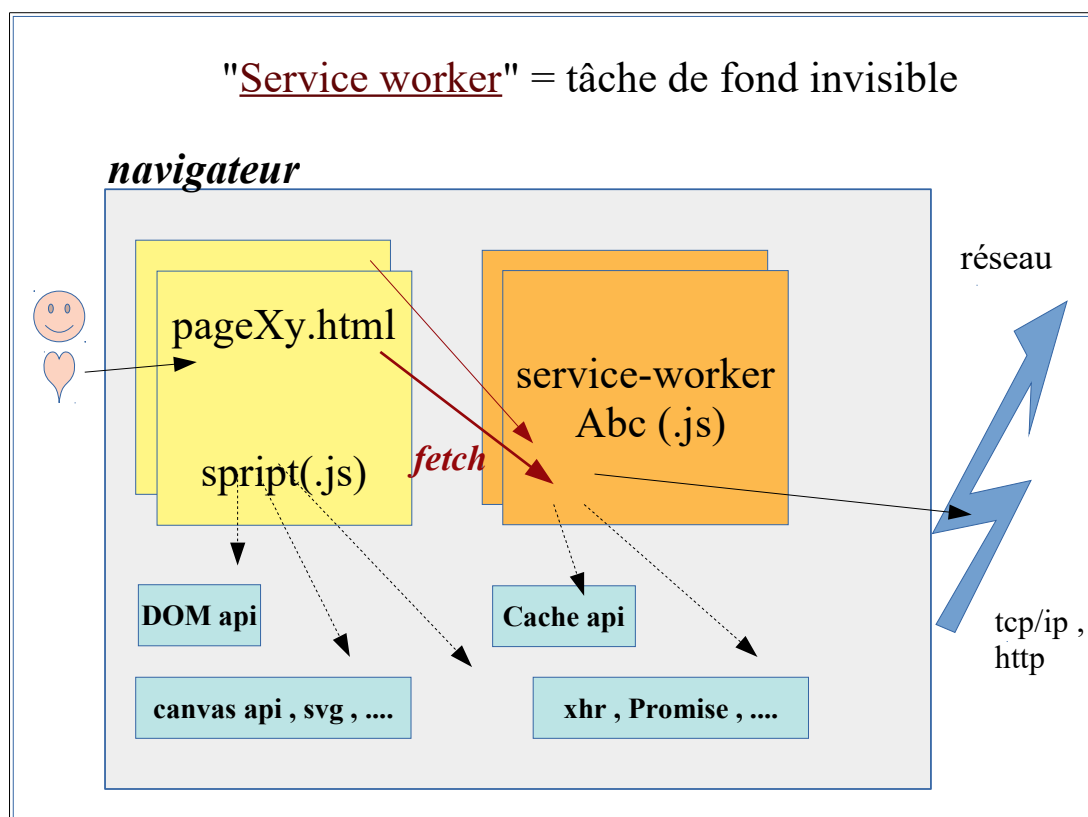 "Service worker" = tâche de fond invisible
navigateur
réseau
pageXy.html
service-worker
Abc (.js)
fetch
spript(.js)
DOM api
Cache api
tcp/ip ,
http
canvas api , svg , ....
xhr , Promise , ....